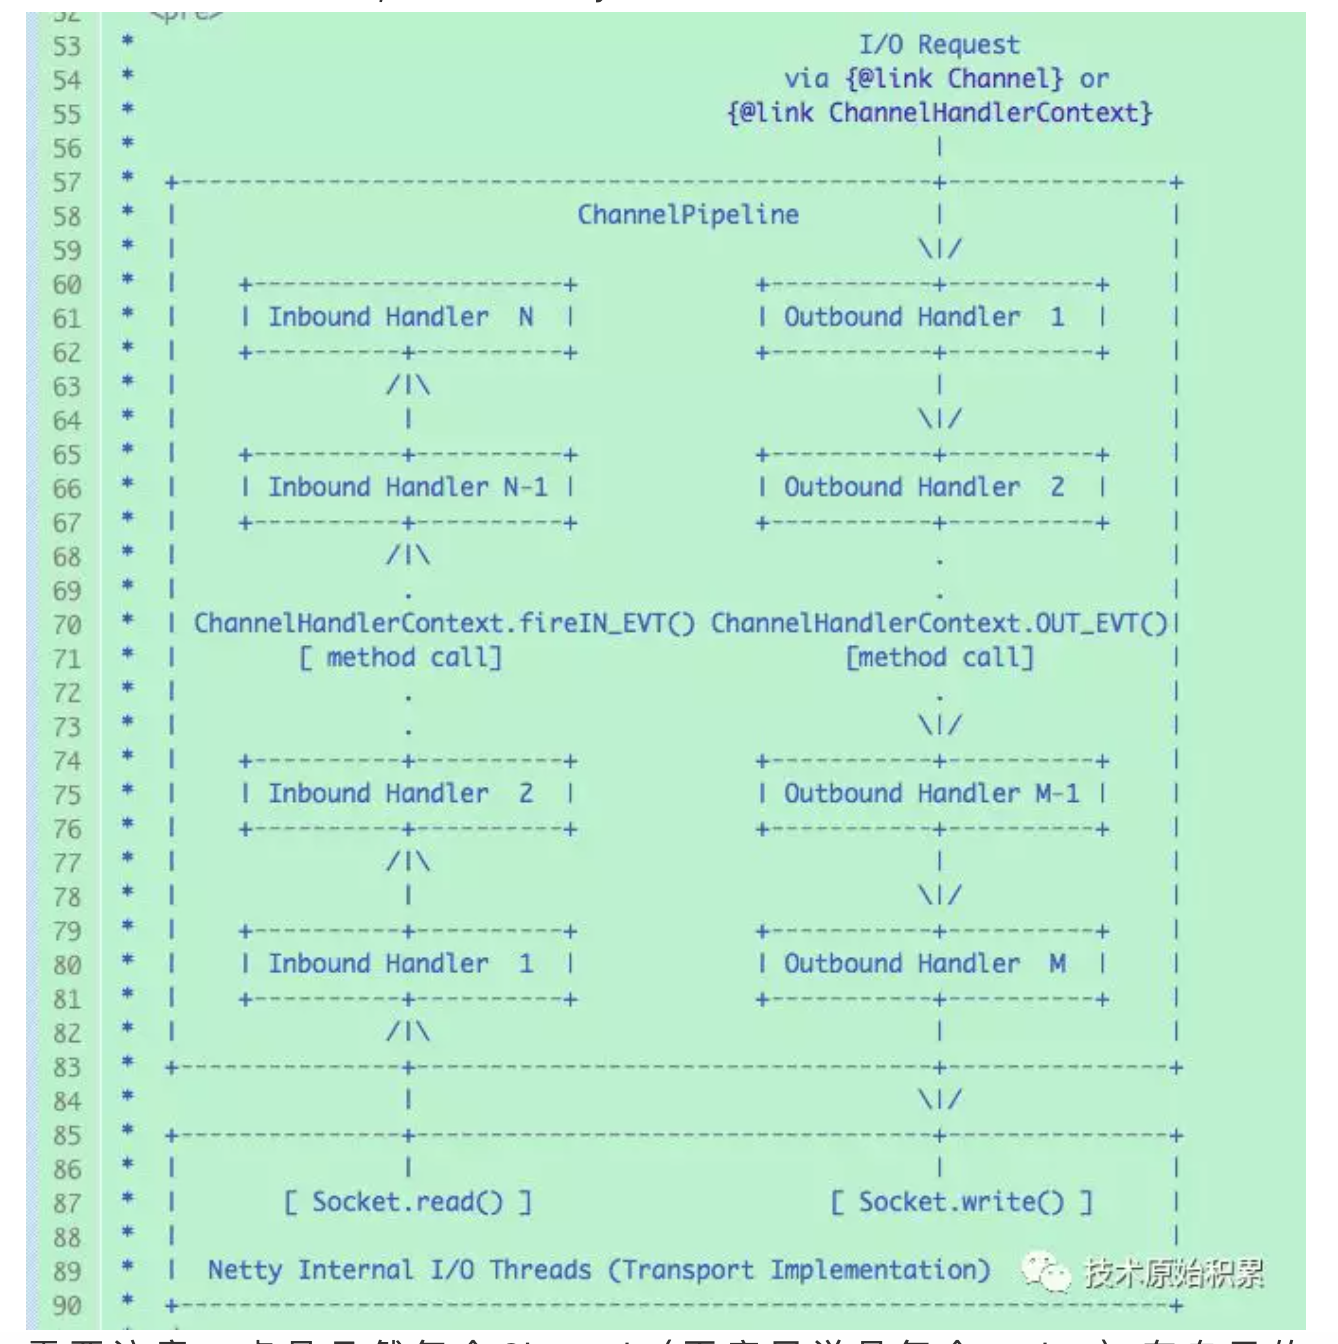 52 <pre>
53 * I/O Request
54 * via {@link Channel} or
55 * {@link ChannelHandlerContext}
56 * |
57 * +---------------------------------------------------+---------------+
58 * | ChannelPipeline | |
59 * | \|/ |
60 * | +---------------------+ +-----------+----------+ |
61 * | | Inbound Handler N | | Outbound Handler 1 | |
62 * | +----------+----------+ +-----------+----------+ |
63 * | /|\ | |
64 * | | \|/ |
65 * | +----------+----------+ +-----------+----------+ |
66 * | | Inbound Handler N-1 | | Outbound Handler 2 | |
67 * | +----------+----------+ +-----------+----------+ |
68 * | /|\ . |
69 * | . . |
70 * | ChannelHandlerContext.fireIN_EVT() ChannelHandlerContext.OUT_EVT()|
71 * | [ method call] [method call] |
72 * | . . |
73 * | . \|/ |
74 * | +----------+----------+ +-----------+----------+ |
75 * | | Inbound Handler 2 | | Outbound Handler M-1 | |
76 * | +----------+----------+ +-----------+----------+ |
77 * | /|\ | |
78 * | | \|/ |
79 * | +----------+----------+ +-----------+----------+ |
80 * | | Inbound Handler 1 | | Outbound Handler M | |
81 * | +----------+----------+ +-----------+----------+ |
82 * | /|\ | |
83 * +---------------+-----------------------------------+---------------+
84 * | \|/
85 * +---------------+-----------------------------------+---------------+
86 * | | | |
87 * | [ Socket.read() ] [ Socket.write() ] |
88 * | |
89 * | Netty Internal I/O Threads (Transport Implementation) 技术原始积累
90 * +-------------------------------------------------------------------+